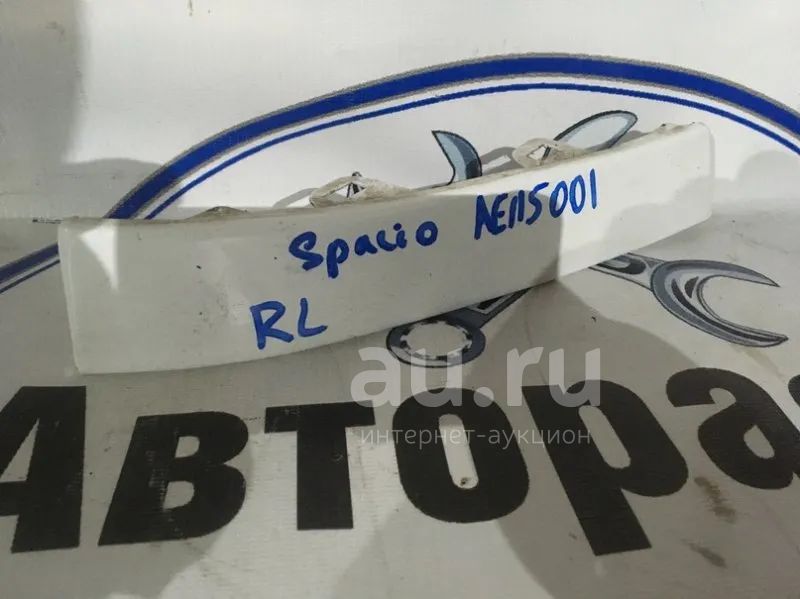 Spacio AE115001
RL
au.ru
интернет-аукцион
Автора